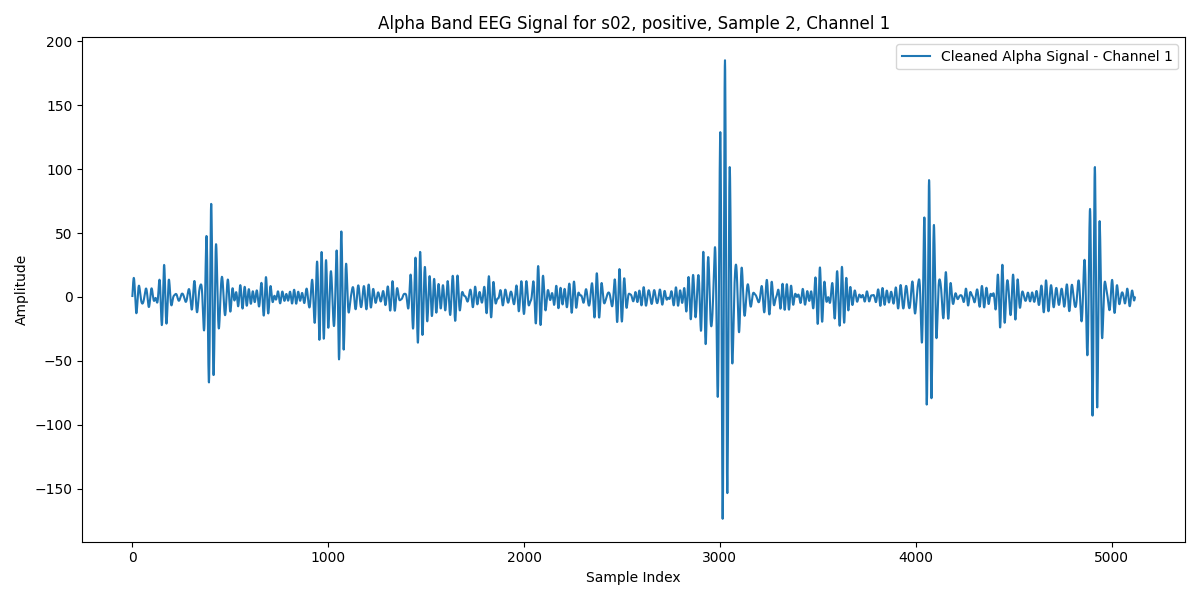 Alpha Band EEG Signal for s02, positive, Sample 2, Channel 1
Cleaned Alpha Signal - Channel 1
200
150
100
50
0
−50
−100
−150
Amplitude
0 1000 2000 3000 4000 5000
Sample Index